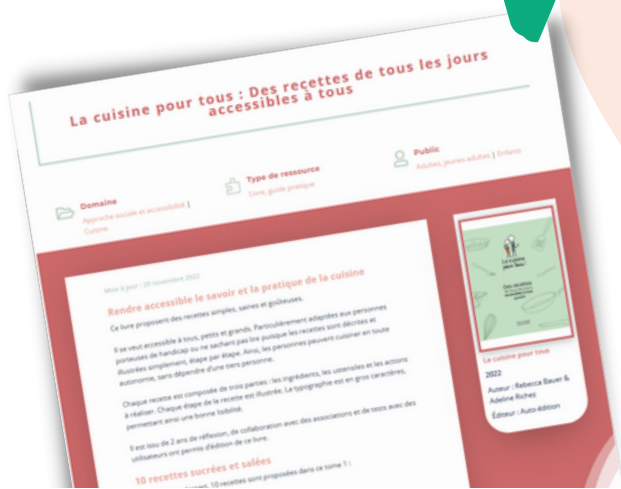 La cuisine pour tous : Des recettes de tous les jours
accessibles à tous
Domaine
Approche sociale et accessibilité |
Cuisine
Type de ressource
Livre, guide pratique
Public
Adultes, jeunes adultes | Enfants
Mise à jour : 20 novembre 2022
Rendre accessible le savoir et la pratique de la cuisine
Ce livre proposent des recettes simples, saines et goûteuses.
Il se veut accessible à tous, petits et grands. Particulièrement adaptées aux personnes
porteuses de handicap ou ne sachant pas lire puisque les recettes sont décrites et
illustrées simplement, étape par étape. Ainsi, les personnes peuvent cuisiner en toute
autonomie, sans dépendre d'une tiers personne.
Chaque recette est composée de trois parties : les ingrédients, les ustensiles et les actions
à réaliser. Chaque étape de la recette est illustrée. La typographie est en gros caractères,
permettant ainsi une bonne lisibilité.
Il est issu de 2 ans de réflexion, de collaboration avec des associations et de tests avec des
utilisateurs ont permis d'édition de ce livre.
10 recettes sucrées et salées
10 recettes sont proposées dans ce tome 1 :
La cuisine
pour tous !
Des recettes
La cuisine pour tous
2022
Auteur : Rebecca Bauer &
Adeline Richez
Éditeur : Auto édition